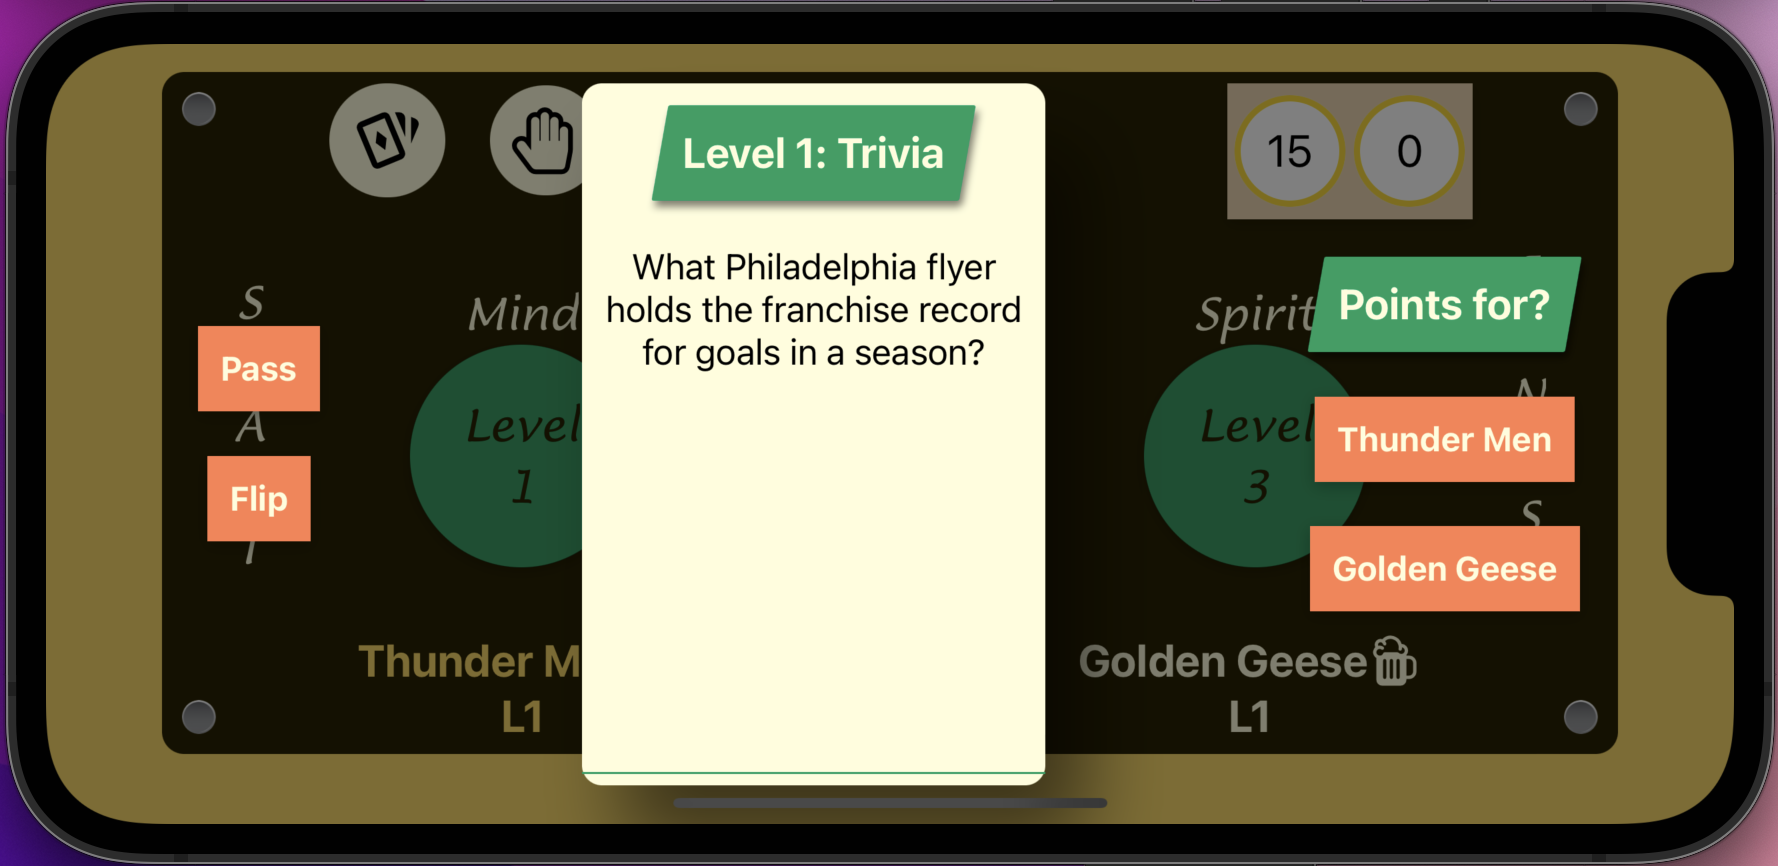 Level 1: Trivia
What Philadelphia flyer
holds the franchise record
for goals in a season?
15
0
S
A
I
Pass
Flip
Mind
Level
1
Spirit
Level
3
Points for?
N
S
Thunder Men
Golden Geese
Thunder M
L1
Golden Geese
L1